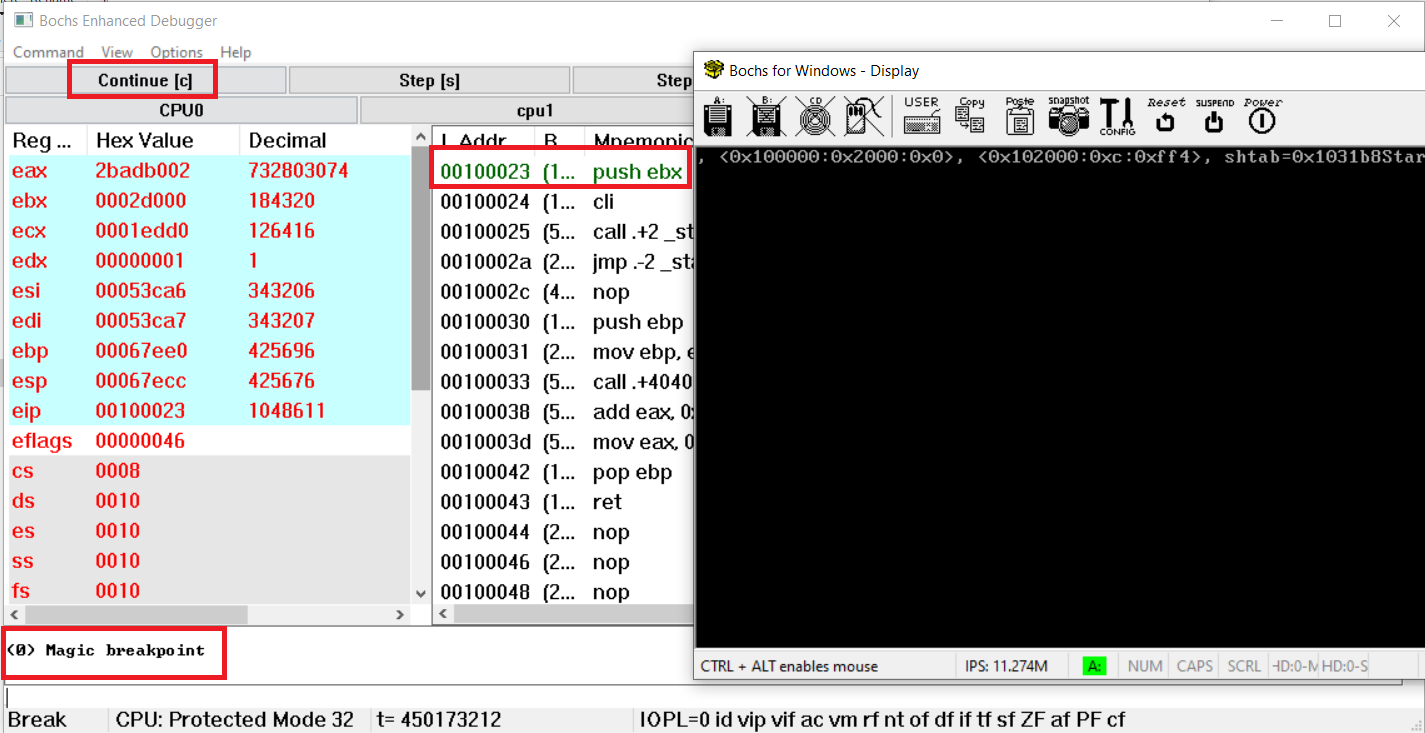 Bochs Enhanced Debugger
Command View Options Help
Continue [c] Step [s] Step
CPU0 cpu1
Reg ... Hex Value Decimal
eax 2badb002 732803074
ebx 0002d000 184320
ecx 0001edd0 126416
edx 00000001 1
esi 00053ca6 343206
edi 00053ca7 343207
ebp 00067ee0 425696
esp 00067ecc 425676
eip 00100023 1048611
eflags 00000046
cs 0008
ds 0010
es 0010
ss 0010
fs 0010
L.Addr B... Mnemonic
00100023 (1... push ebx
00100024 (1... cli
00100025 (5... call .+2 _st
0010002a (2... jmp .-2 _sta
0010002c (4... nop
00100030 (1... push ebp
00100031 (2... mov ebp, e
00100033 (5... call .+4040
00100038 (5... add eax, 0x
0010003d (5... mov eax, 0
00100042 (1... pop ebp
00100043 (1... ret
00100044 (2... nop
00100046 (2... nop
00100048 (2... nop
(0) Magic breakpoint
Break CPU: Protected Mode 32 t= 450173212 IOPL=0 id vip vif ac vm rf nt of df if tf sf ZF af PF cf
Bochs for Windows - Display
A: B: CD USER Copy Paste snapshot CONFIG Reset SUSPEND Power
, <0x100000:0x2000:0x0>, <0x102000:0xc:0xff4>, shtab=0x1031b8Star
CTRL + ALT enables mouse IPS: 11.274M A: NUM CAPS SCRL HD:0-M HD:0-S